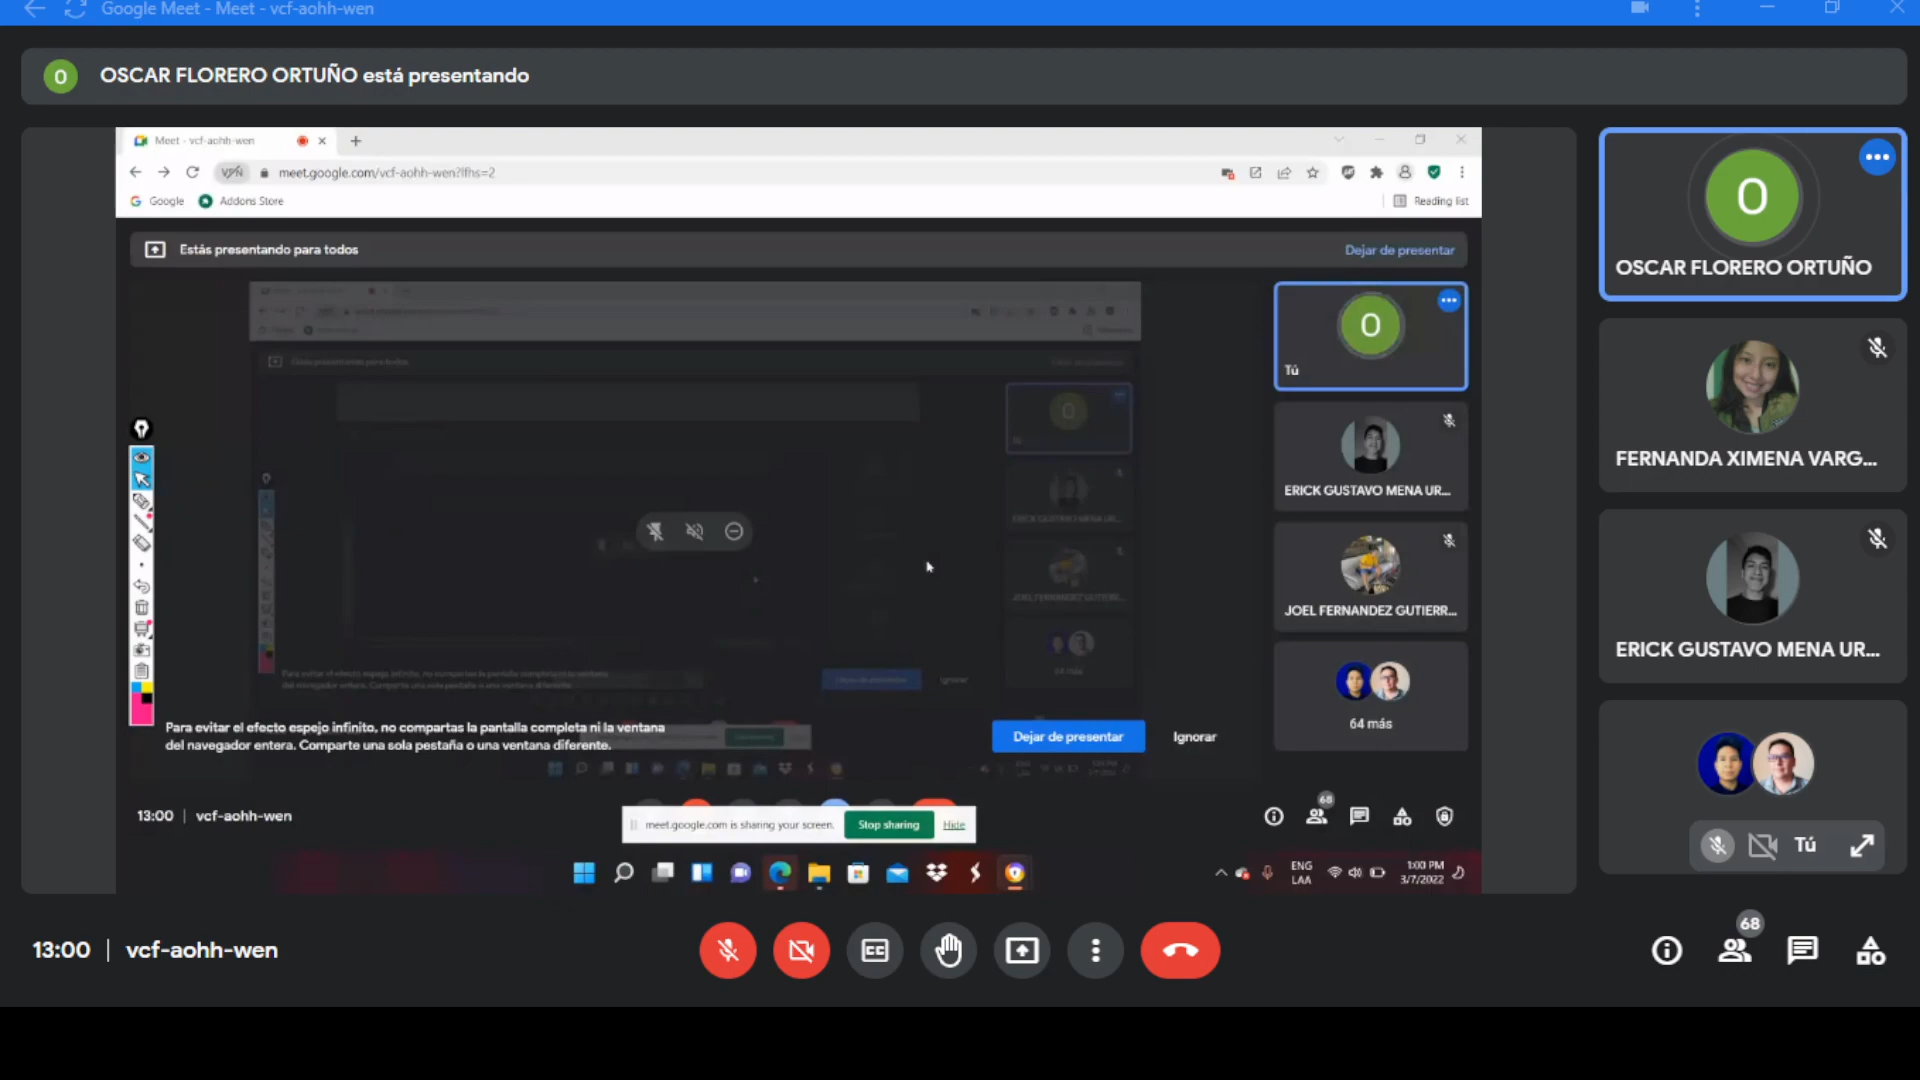 Google Meet - Meet - vcf-aohh-wen
O
OSCAR FLORERO ORTUÑO está presentando
Meet - vcf-aohh-wen
VPN
meet.google.com/vcf-aohh-wen?lfhs=2
Google
Addons Store
Reading list
Estás presentando para todos
Dejar de presentar
O
Tú
ERICK GUSTAVO MENA UR...
JOEL FERNANDEZ GUTIERR...
64 más
Para evitar el efecto espejo infinito, no compartas la pantalla completa ni la ventana
del navegador entera. Comparte una sola pestaña o una ventana diferente.
Dejar de presentar
Ignorar
13:00 | vcf-aohh-wen
meet.google.com is sharing your screen.
Stop sharing
Hide
68
ENG
LAA
1:00 PM
3/7/2022
O
OSCAR FLORERO ORTUÑO
FERNANDA XIMENA VARG...
ERICK GUSTAVO MENA UR...
Tú
13:00 | vcf-aohh-wen
CC
68